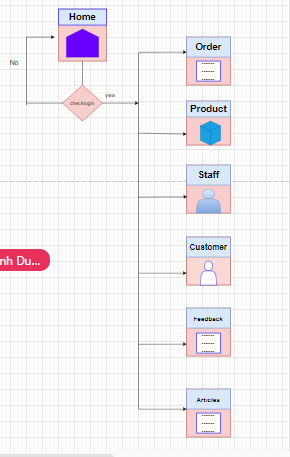 Home
No
checklogin
yes
Order
Product
Staff
nh Du...
Customer
Feedback
Articles